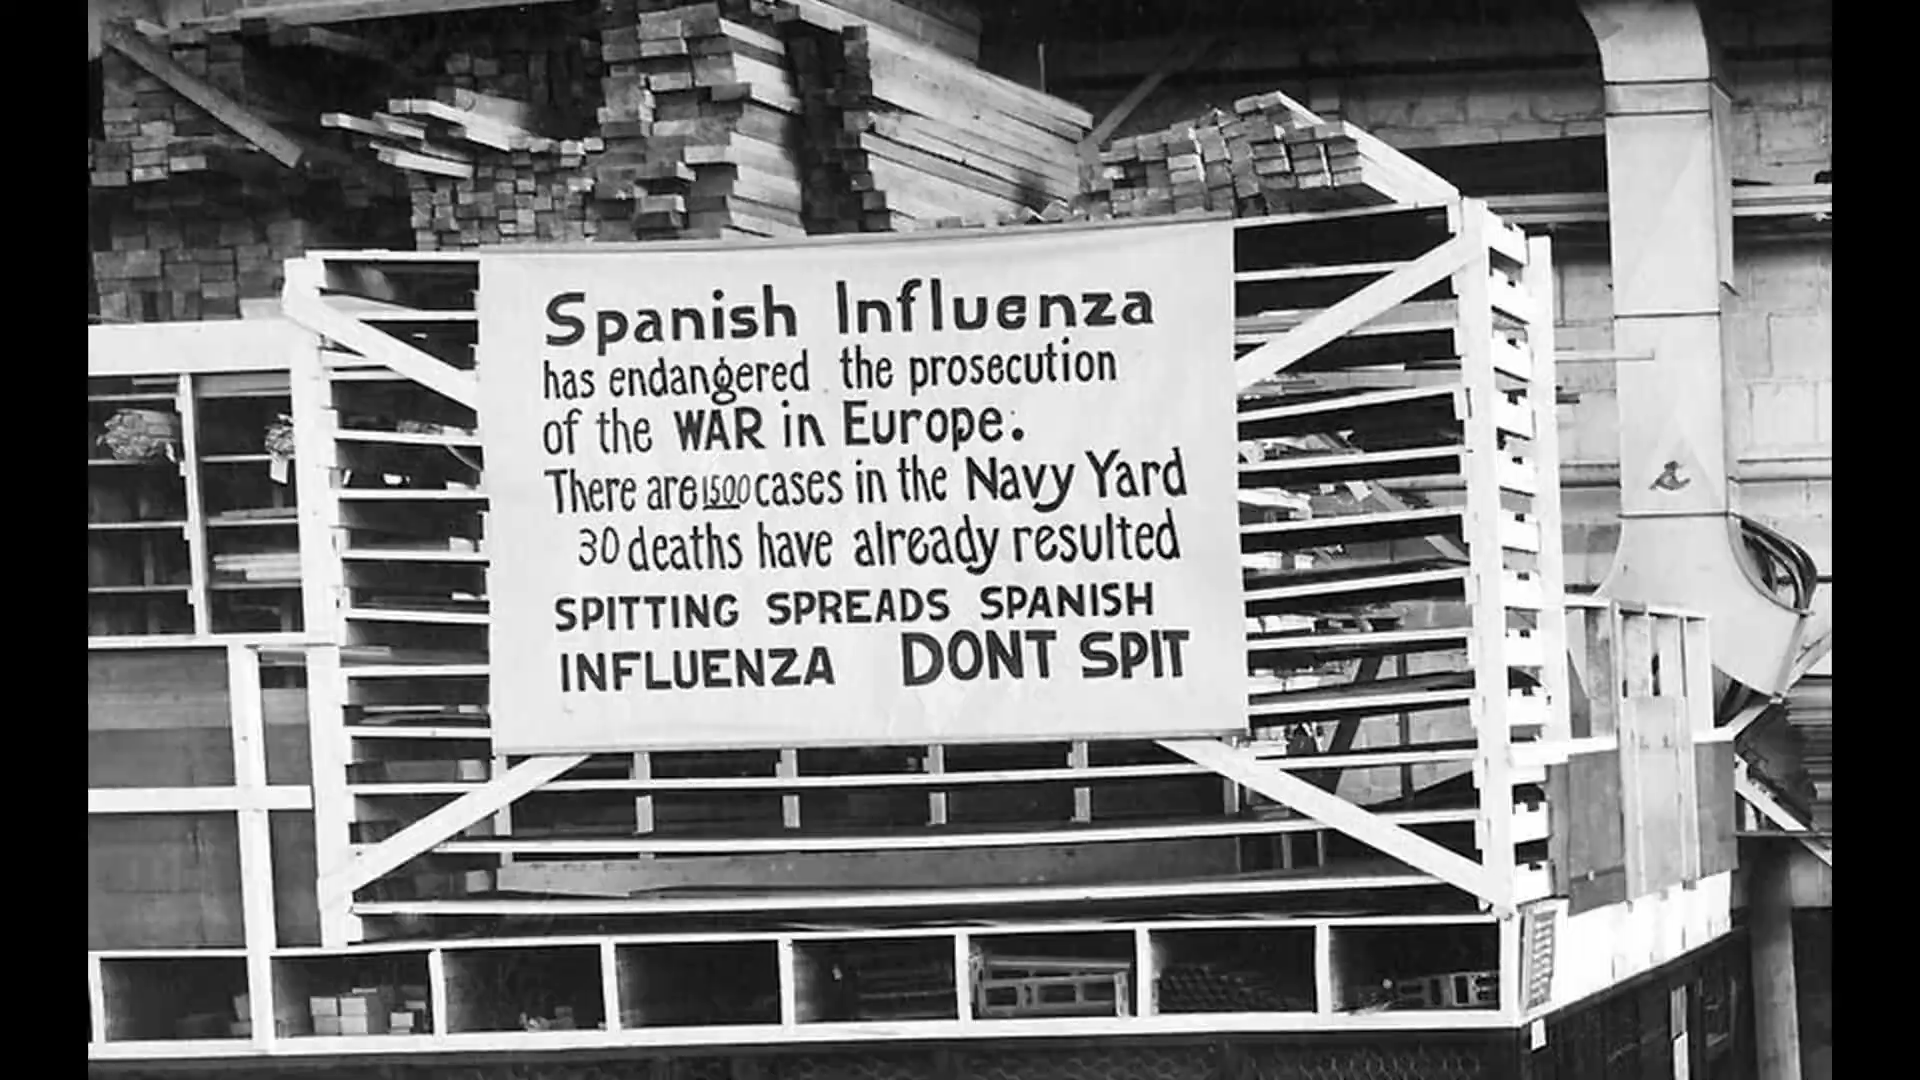 Spanish Influenza
has endangered the prosecution
of the WAR in Europe.
There are 1500 cases in the Navy Yard
30 deaths have already resulted
SPITTING SPREADS SPANISH
INFLUENZA DONT SPIT